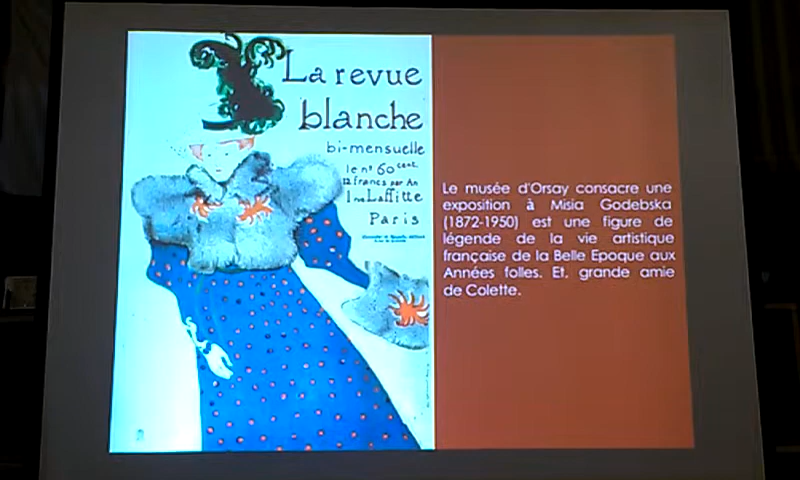 La revue
blanche
bi-mensuelle
le nº 60 cent.
12 francs par An
1 rue Laffitte
Paris
Le musée d'Orsay consacre une
exposition à Misia Godebska
(1872-1950) est une figure de
légende de la vie artistique
française de la Belle Epoque aux
Années folles. Et, grande amie
de Colette.